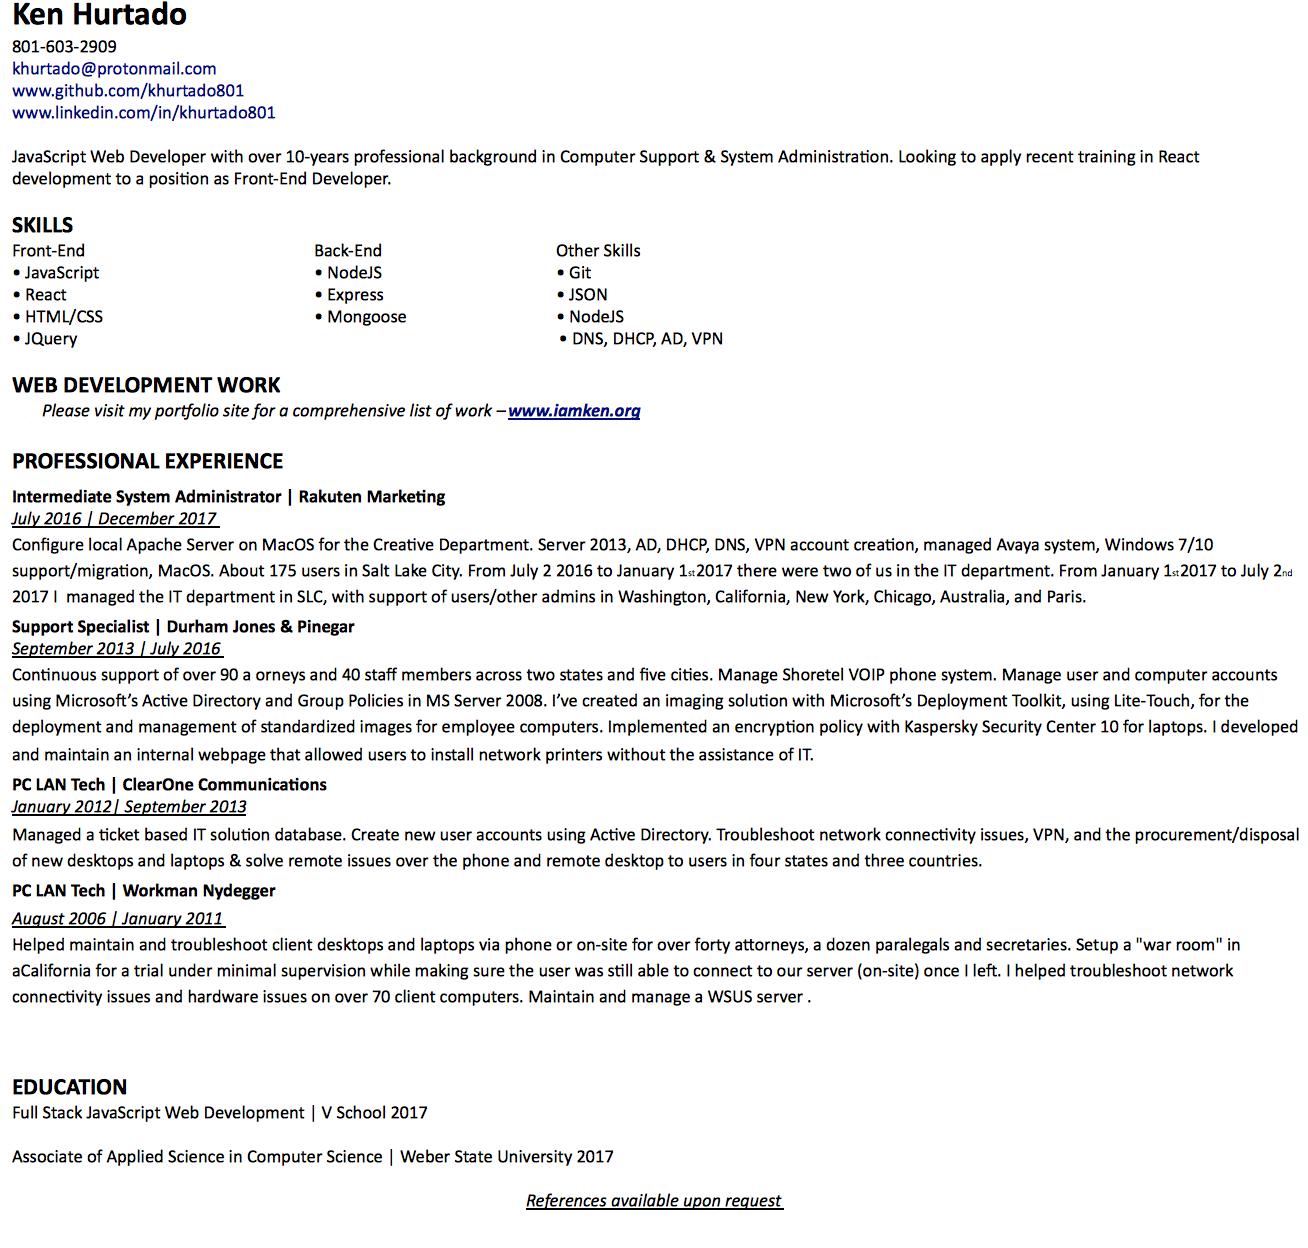 Ken Hurtado
801-603-2909
khurtado@protonmail.com
www.github.com/khurtado801
www.linkedin.com/in/khurtado801
JavaScript Web Developer with over 10-years professional background in Computer Support & System Administration. Looking to apply recent training in React
development to a position as Front-End Developer.
SKILLS
Front-End Back-End Other Skills
• JavaScript • NodeJS • Git
• React • Express • JSON
• HTML/CSS • Mongoose • NodeJS
• JQuery • DNS, DHCP, AD, VPN
WEB DEVELOPMENT WORK
Please visit my portfolio site for a comprehensive list of work – www.iamken.org
PROFESSIONAL EXPERIENCE
Intermediate System Administrator | Rakuten Marketing
July 2016 | December 2017
Configure local Apache Server on MacOS for the Creative Department. Server 2013, AD, DHCP, DNS, VPN account creation, managed Avaya system, Windows 7/10
support/migration, MacOS. About 175 users in Salt Lake City. From July 2 2016 to January 1st 2017 there were two of us in the IT department. From January 1st 2017 to July 2nd
2017 I managed the IT department in SLC, with support of users/other admins in Washington, California, New York, Chicago, Australia, and Paris.
Support Specialist | Durham Jones & Pinegar
September 2013 | July 2016
Continuous support of over 90 a orneys and 40 staff members across two states and five cities. Manage Shoretel VOIP phone system. Manage user and computer accounts
using Microsoft's Active Directory and Group Policies in MS Server 2008. I've created an imaging solution with Microsoft's Deployment Toolkit, using Lite-Touch, for the
deployment and management of standardized images for employee computers. Implemented an encryption policy with Kaspersky Security Center 10 for laptops. I developed
and maintain an internal webpage that allowed users to install network printers without the assistance of IT.
PC LAN Tech | ClearOne Communications
January 2012| September 2013
Managed a ticket based IT solution database. Create new user accounts using Active Directory. Troubleshoot network connectivity issues, VPN, and the procurement/disposal
of new desktops and laptops & solve remote issues over the phone and remote desktop to users in four states and three countries.
PC LAN Tech | Workman Nydegger
August 2006 | January 2011
Helped maintain and troubleshoot client desktops and laptops via phone or on-site for over forty attorneys, a dozen paralegals and secretaries. Setup a "war room" in
aCalifornia for a trial under minimal supervision while making sure the user was still able to connect to our server (on-site) once I left. I helped troubleshoot network
connectivity issues and hardware issues on over 70 client computers. Maintain and manage a WSUS server .
EDUCATION
Full Stack JavaScript Web Development | V School 2017
Associate of Applied Science in Computer Science | Weber State University 2017
References available upon request